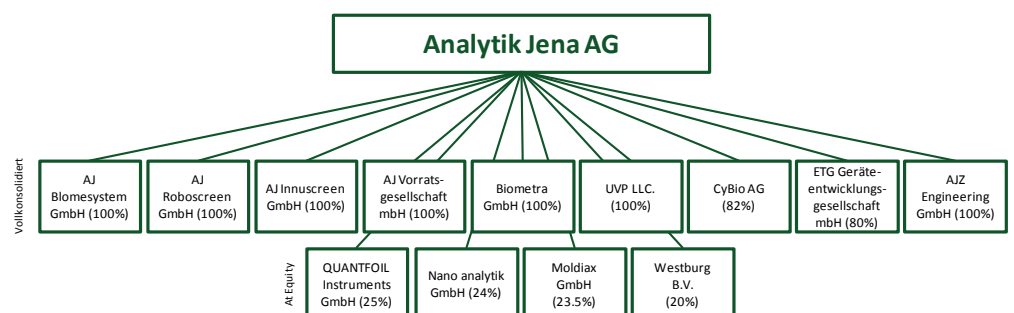 Analytik Jena AG
Vollkonsolidiert
AJ
Blomesystem
GmbH (100%)
AJ
Roboscreen
GmbH (100%)
AJ Innuscreen
GmbH (100%)
AJ Vorrats-
gesellschaft
mbH (100%)
Biometra
GmbH (100%)
UVP LLC.
(100%)
CyBio AG
(82%)
ETG Geräte-
entwicklungs-
gesellschaft
mbH (80%)
AJZ
Engineering
GmbH (100%)
At Equity
QUANTFOIL
Instruments
GmbH (25%)
Nano analytik
GmbH (24%)
Moldiax
GmbH
(23.5%)
Westburg
B.V.
(20%)